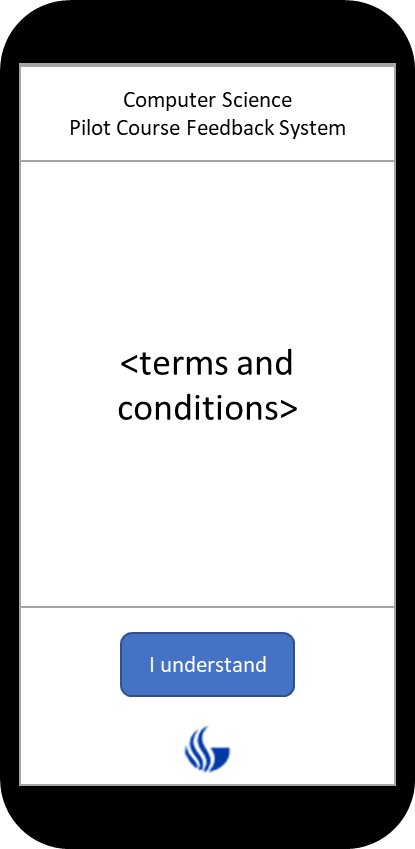 Computer Science
Pilot Course Feedback System
<terms and
conditions>
I understand